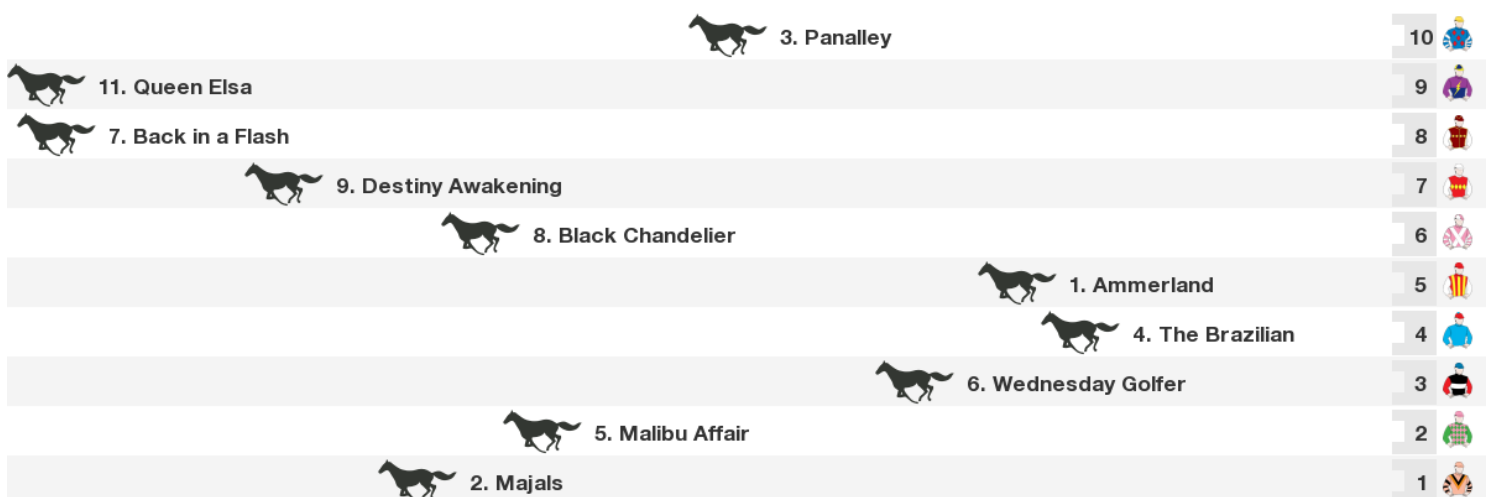 3. Panalley 10
11. Queen Elsa 9
7. Back in a Flash 8
9. Destiny Awakening 7
8. Black Chandelier 6
1. Ammerland 5
4. The Brazilian 4
6. Wednesday Golfer 3
5. Malibu Affair 2
2. Majals 1